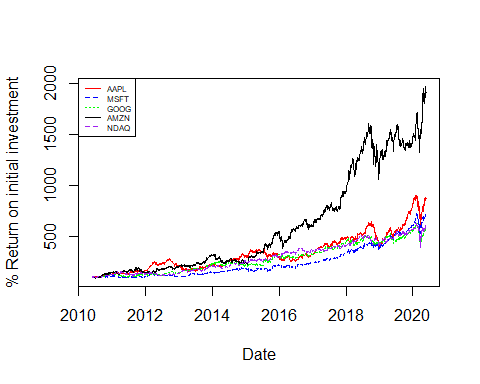 % Return on initial investment
2000
1500
1000
500
AAPL
MSFT
GOOG
AMZN
NDAQ
2010 2012 2014 2016 2018 2020
Date